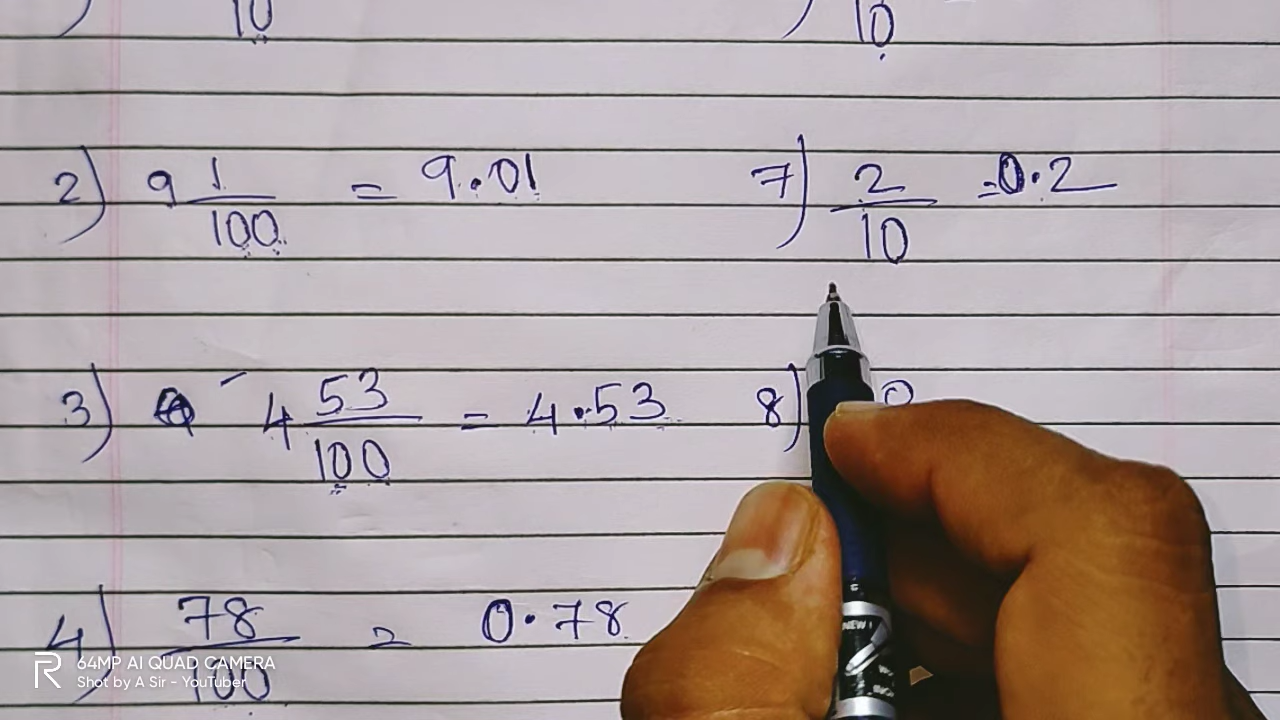 10
10
2) 9 1/100 = 9.01
7) 2/10 = 0.2
3) 4 53/100 = 4.53
8)
4) 78/100 = 0.78
NEW!
64MP AI QUAD CAMERA
Shot by A Sir - YouTuber